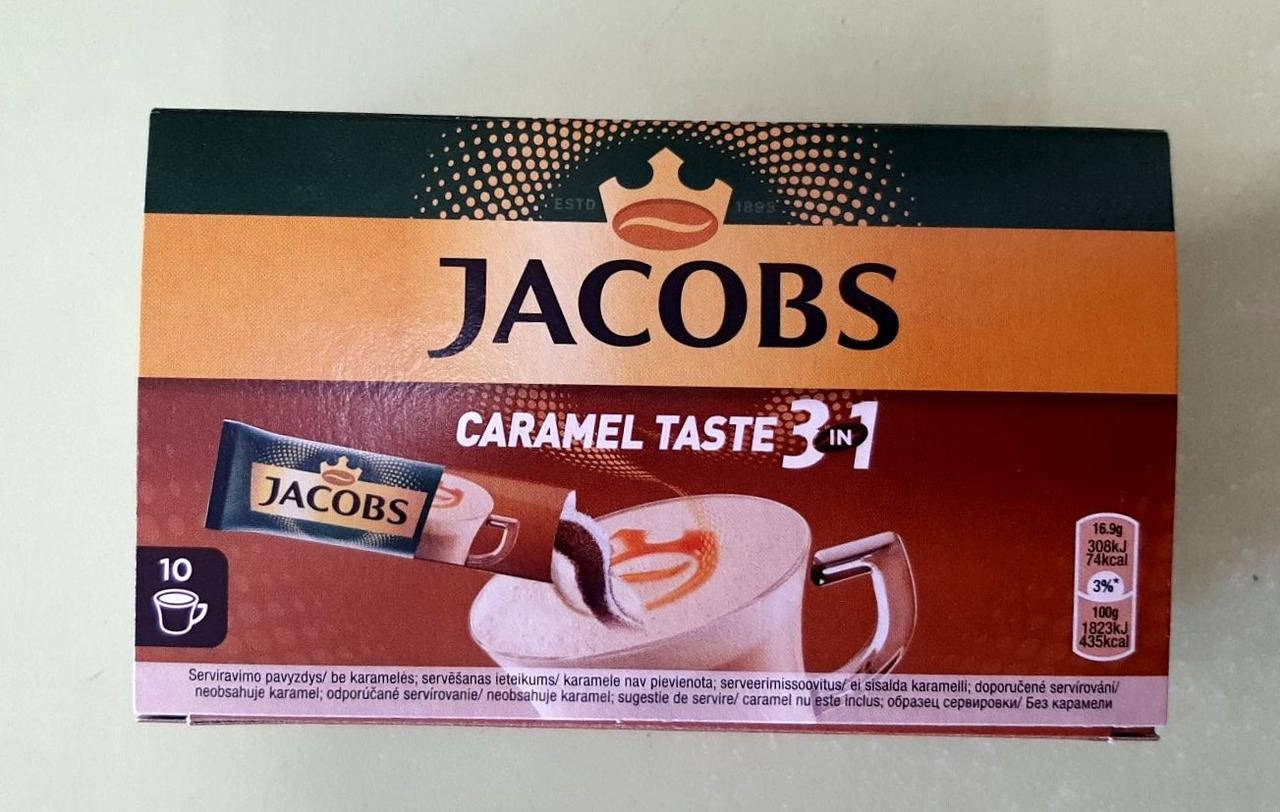 ESTD 1895
JACOBS
CARAMEL TASTE 3 IN 1
JACOBS
10
16.9g
308kJ
74kcal
3%*
100g
1823kJ
435kcal
Serviravimo pavyzdys/ be karamelės; servēšanas ieteikums/ karamele nav pievienota; serveerimissoovitus/ ei sisalda karamelli; doporučené servírování/
neobsahuje karamel; odporúčané servírovanie/ neobsahuje karamel; sugestie de servire/ caramel nu este inclus; образец сервировки/ Без карамели